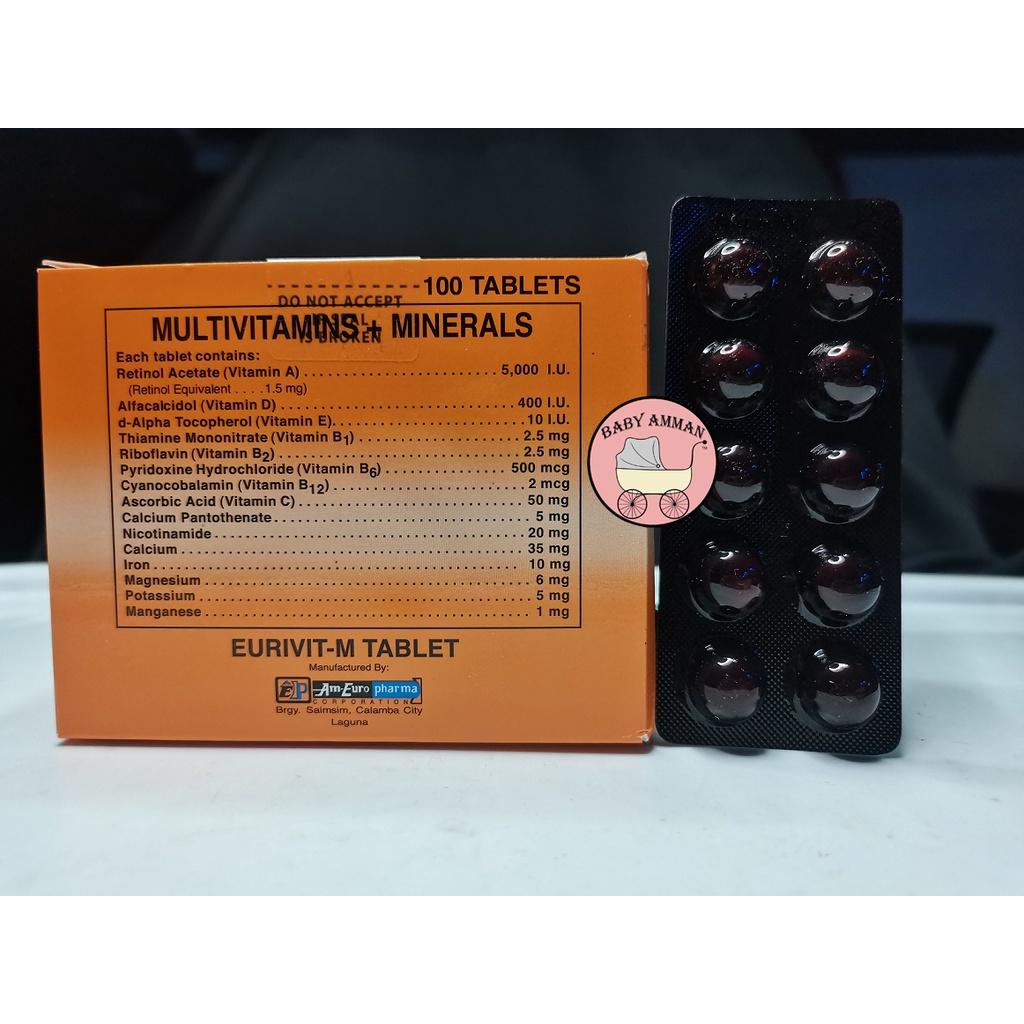 100 TABLETS
DO NOT ACCEPT
IS BROKEN
MULTIVITAMINS + MINERALS
Each tablet contains:
Retinol Acetate (Vitamin A) 5,000 I.U.
(Retinol Equivalent . . . . 1.5 mg)
Alfacalcidol (Vitamin D) 400 I.U.
d-Alpha Tocopherol (Vitamin E) 10 I.U.
Thiamine Mononitrate (Vitamin B1) 2.5 mg
Riboflavin (Vitamin B2) 2.5 mg
Pyridoxine Hydrochloride (Vitamin B6) 500 mcg
Cyanocobalamin (Vitamin B12) 2 mcg
Ascorbic Acid (Vitamin C) 50 mg
Calcium Pantothenate 5 mg
Nicotinamide 20 mg
Calcium 35 mg
Iron 10 mg
Magnesium 6 mg
Potassium 5 mg
Manganese 1 mg
EURIVIT-M TABLET
Manufactured By:
Am-Euro pharma
CORPORATION
Brgy. Saimsim, Calamba City
Laguna
BABY AMMAN